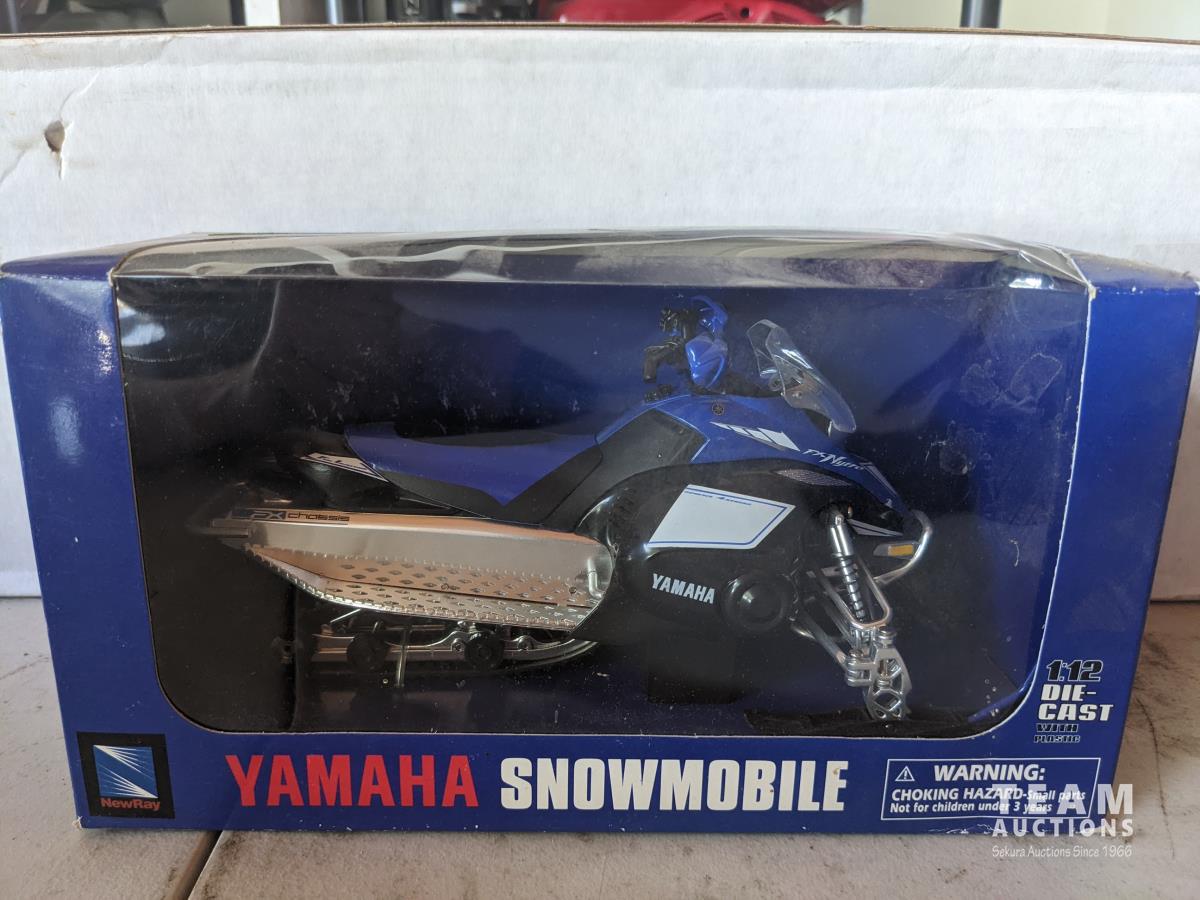 FX Nytro
FX chassis
YAMAHA
1:12
DIE-
CAST
WITH
PLASTIC
NewRay
YAMAHA SNOWMOBILE
WARNING:
CHOKING HAZARD-Small parts
Not for children under 3 years
TEAM
AUCTIONS
Sekura Auctions Since 1966